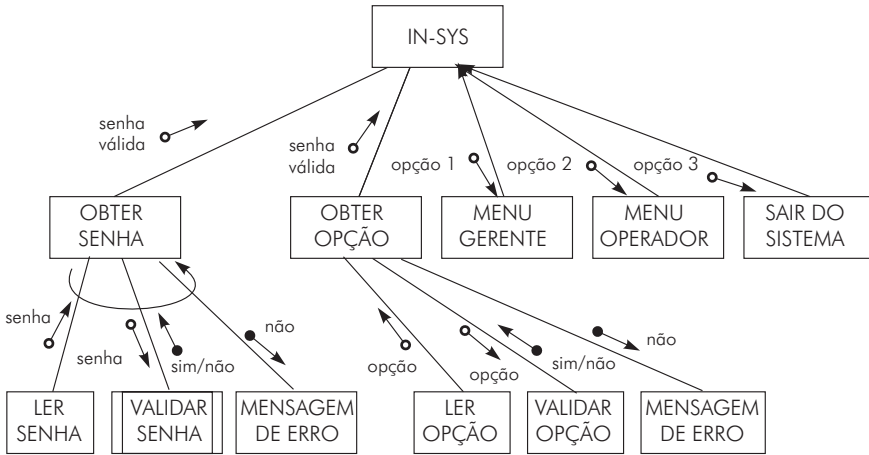 IN-SYS
senha
válida
senha
válida
opção 1
opção 2
opção 3
OBTER
SENHA
OBTER
OPÇÃO
MENU
GERENTE
MENU
OPERADOR
SAIR DO
SISTEMA
senha
senha
sim/não
não
opção
opção
sim/não
não
LER
SENHA
VALIDAR
SENHA
MENSAGEM
DE ERRO
LER
OPÇÃO
VALIDAR
OPÇÃO
MENSAGEM
DE ERRO